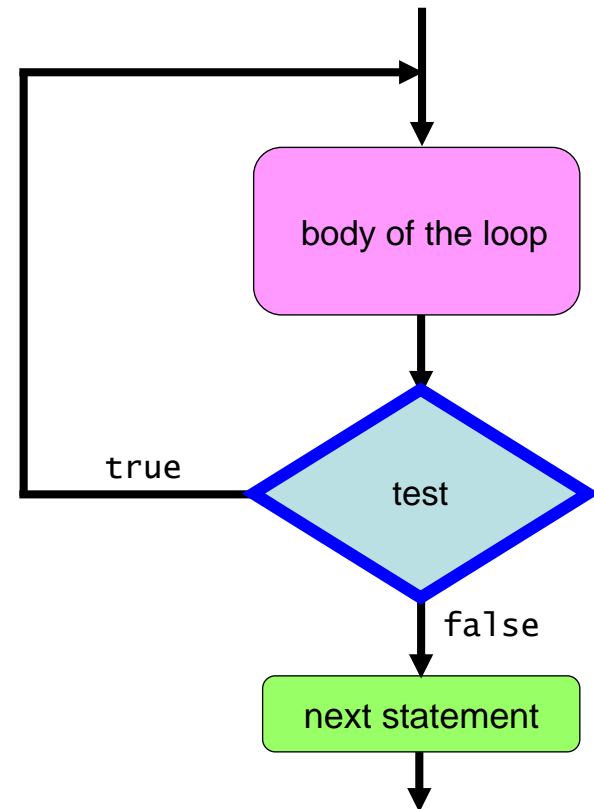 body of the loop
true
test
false
next statement